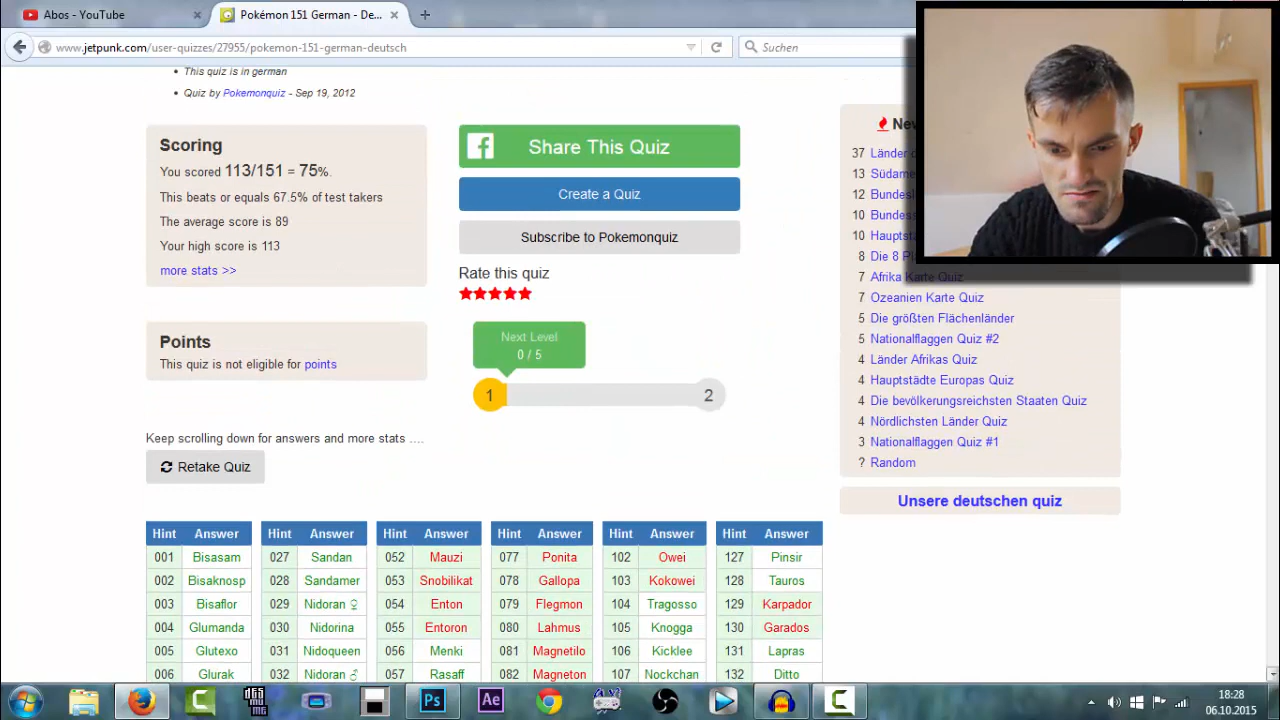 Abos - YouTube
Pokémon 151 German - De...
www.jetpunk.com/user-quizzes/27955/pokemon-151-german-deutsch
Suchen
This quiz is in german
Quiz by Pokemonquiz - Sep 19, 2012
Scoring
You scored 113/151 = 75%.
This beats or equals 67.5% of test takers
The average score is 89
Your high score is 113
more stats >>
Points
This quiz is not eligible for points
Share This Quiz
Create a Quiz
Subscribe to Pokemonquiz
Rate this quiz
Next Level
0 / 5
1
2
Keep scrolling down for answers and more stats ....
Retake Quiz
37
13
12
10
10
8 Die 8
7 Afrika Karte Quiz
7 Ozeanien Karte Quiz
5 Die größten Flächenländer
5 Nationalflaggen Quiz #2
4 Länder Afrikas Quiz
4 Hauptstädte Europas Quiz
4 Die bevölkerungsreichsten Staaten Quiz
4 Nördlichsten Länder Quiz
3 Nationalflaggen Quiz #1
? Random
Unsere deutschen quiz
Hint Answer Hint Answer Hint Answer Hint Answer Hint Answer Hint Answer
001 Bisasam 027 Sandan 052 Mauzi 077 Ponita 102 Owei 127 Pinsir
002 Bisaknosp 028 Sandamer 053 Snobilikat 078 Gallopa 103 Kokowei 128 Tauros
003 Bisaflor 029 Nidoran ♀ 054 Enton 079 Flegmon 104 Tragosso 129 Karpador
004 Glumanda 030 Nidorina 055 Entoron 080 Lahmus 105 Knogga 130 Garados
005 Glutexo 031 Nidoqueen 056 Menki 081 Magnetilo 106 Kicklee 131 Lapras
006 Glurak 032 Nidoran ♂ 057 Rasaff 082 Magneton 107 Nockchan 132 Ditto
Ps
Ae
18:28
06.10.2015